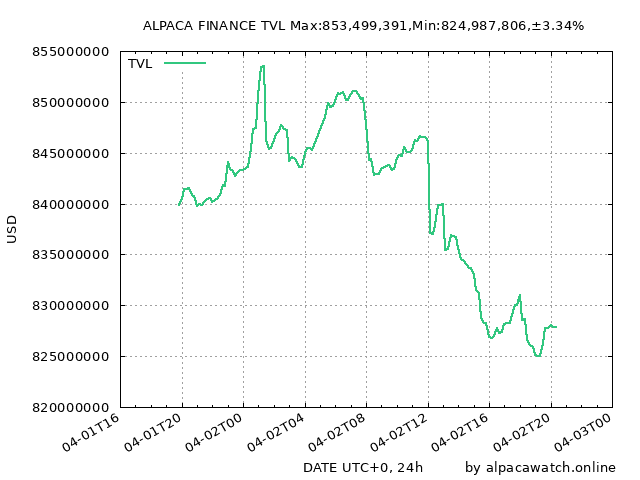 ALPACA FINANCE TVL Max:853,499,391,Min:824,987,806,±3.34%
855000000
TVL
850000000
845000000
840000000
USD
835000000
830000000
825000000
820000000
04-01T16
04-01T20
04-02T00
04-02T04
04-02T08
04-02T12
04-02T16
04-02T20
04-03T00
DATE UTC+0, 24h
by alpacawatch.online